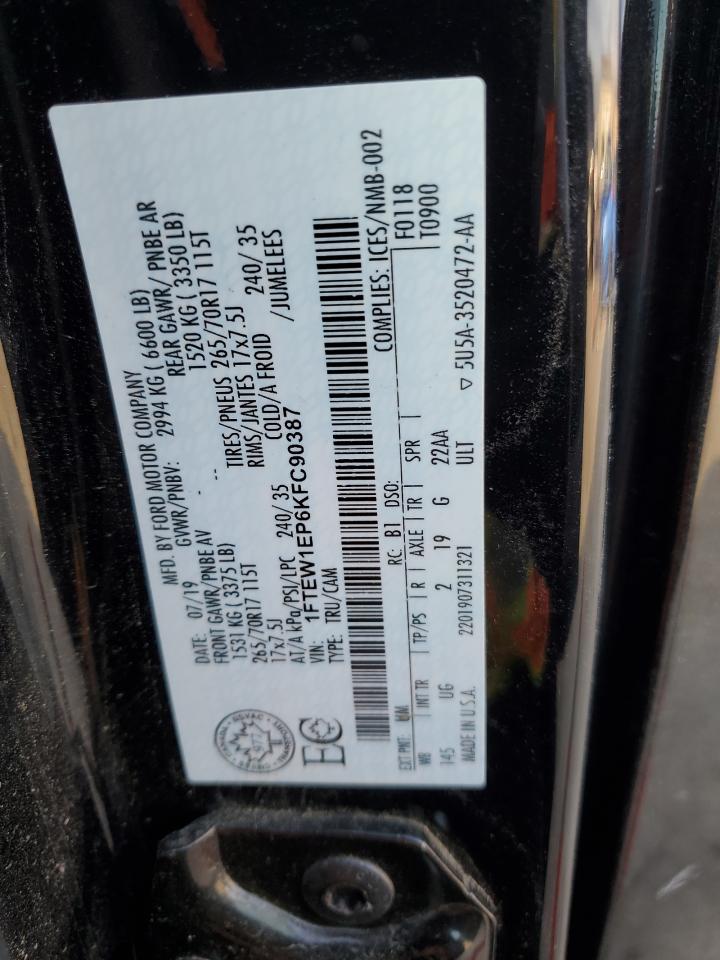 MFD. BY FORD MOTOR COMPANY
DATE: 07/19 GVWR/PNBV: 2994 KG ( 6600 LB)
FRONT GAWR/PNBE AV REAR GAWR/ PNBE AR
1531 KG ( 3375 LB) -- 1520 KG ( 3350 LB)
265/70R17 115T TIRES/PNEUS 265/70R17 115T
17x7.5J RIMS/JANTES 17x7.5J
AT/A kPa/PSI/LPC 240/ 35 COLD/A FROID 240/ 35
VIN: 1FTEW1EP6KFC90387 /JUMELEES
TYPE: TRU/CAM
EC
COMPLIES: ICES/NMB-002
EXT PNT: UM RC: B1 DSO: F0118
WB INT TR TP/PS R AXLE TR SPR T0900
145 UG 2 19 G 22AA
MADE IN U.S.A. 2201907311321 ULT 5U5A-3520472-AA